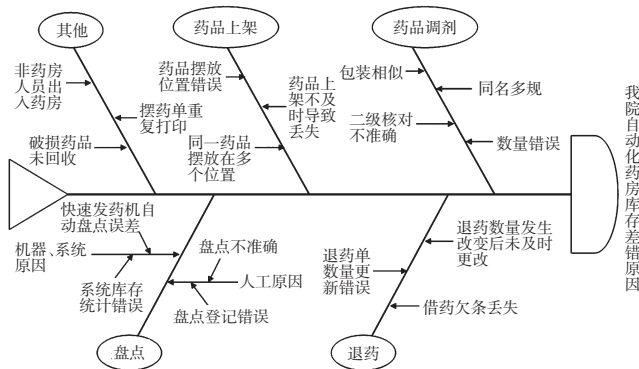 其他
药品上架
药品调剂
非药房
人员出
入药房
摆药单重
复打印
破损药品
未回收
药品摆放
位置错误
药品上
架不及
时导致
丢失
同一药品
摆放在多
个位置
包装相似
同名多规
二级核对
不准确
数量错误
我院自动化药房库存差错原因
快速发药机自
动盘点误差
机器、系统
原因
系统库存
统计错误
盘点不准确
人工原因
盘点登记错误
盘点
退药数量发生
改变后未及时
更改
退药单
数量更
新错误
借药欠条丢失
退药